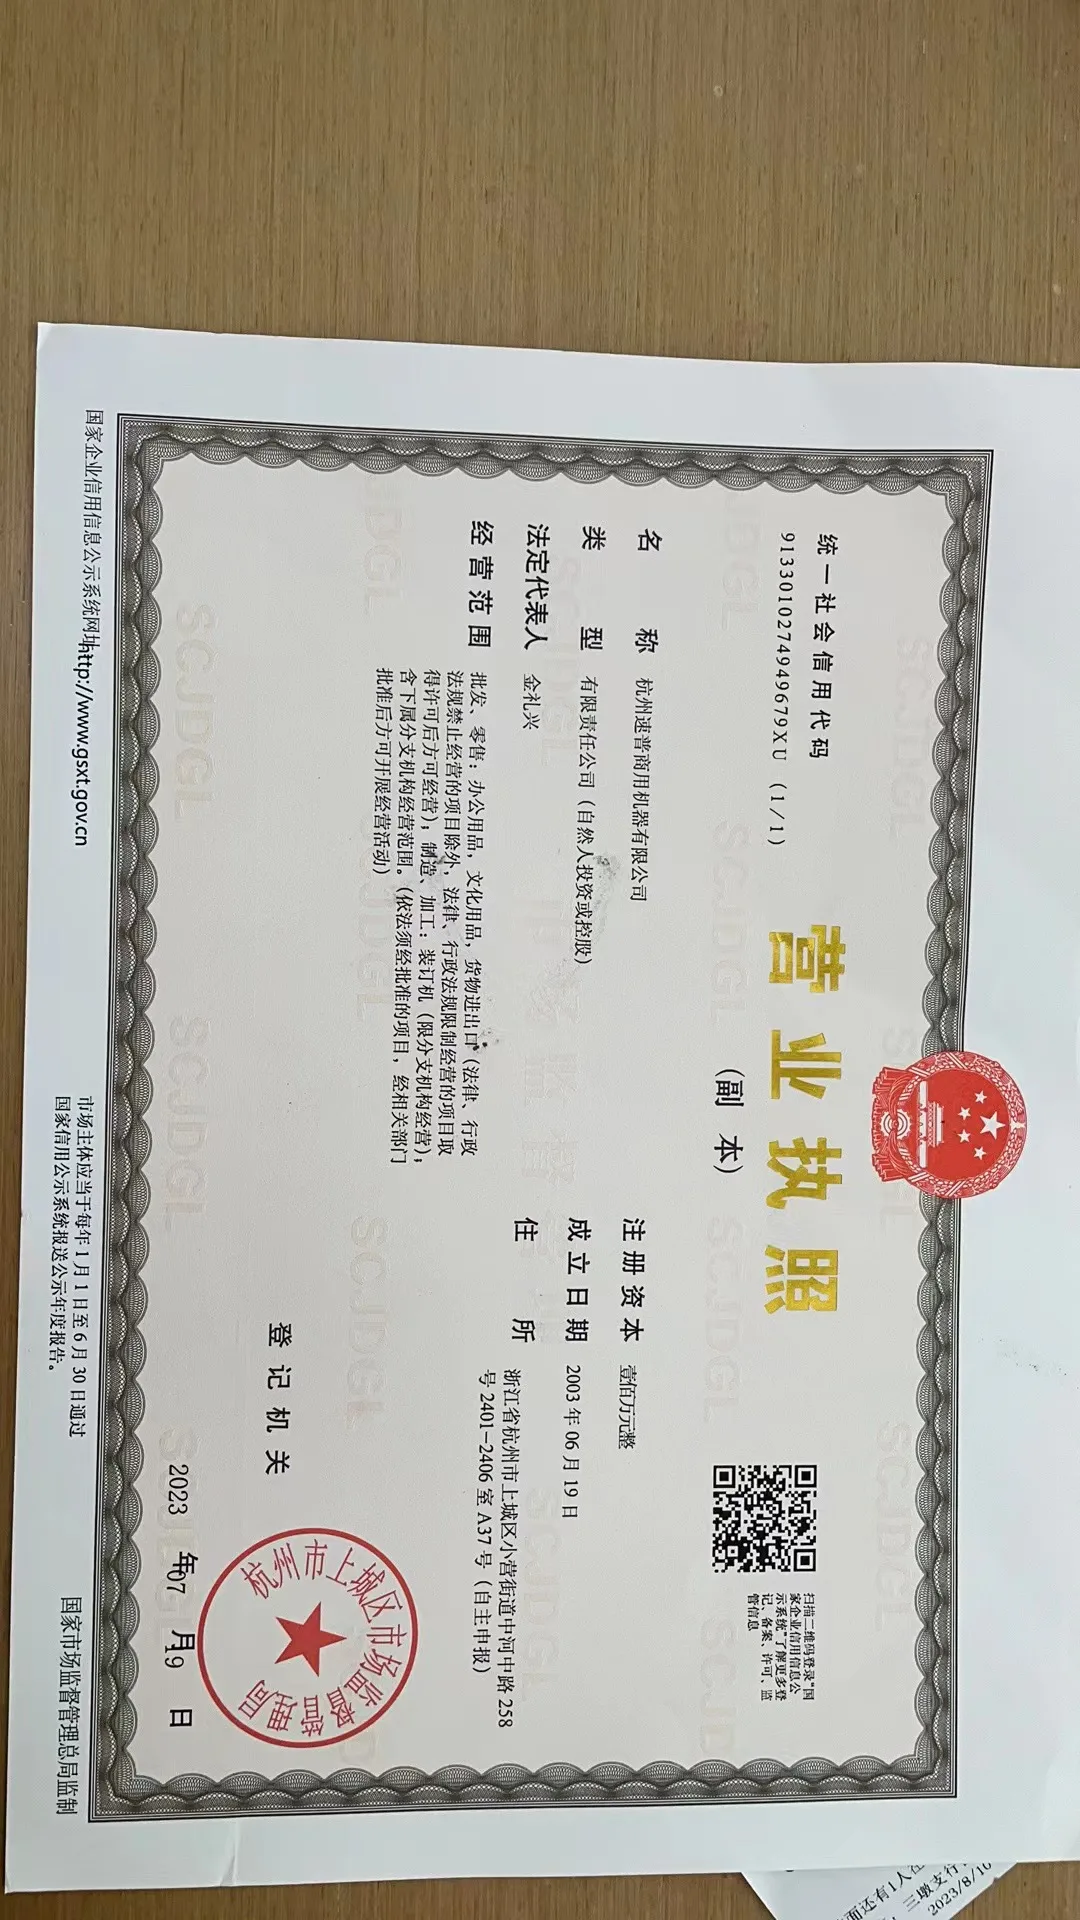 统一社会信用代码
9133010274949679XU (1/1)
营业执照
(副本)
扫描二维码登录“国
家企业信用信息公
示系统”了解更多登
记、备案、许可、监
管信息
名称 杭州速普商用机器有限公司
类型 有限责任公司(自然人投资或控股)
法定代表人 金礼兴
经营范围 批发、零售:办公用品,文化用品,货物进出口(法律、行政
法规禁止经营的项目除外,法律、行政法规限制经营的项目取
得许可后方可经营),制造、加工:装订机(限分支机构经营);
含下属分支机构经营范围。(依法须经批准的项目,经相关部门
批准后方可开展经营活动)
注册资本 壹佰万元整
成立日期 2003年06月19日
住所 浙江省杭州市上城区小营街道中河中路258
号2401-2406室A37号(自主申报)
登记机关
杭州市上城区市场监督管理局
2023年07月19日
国家企业信用信息公示系统网址:http://www.gsxt.gov.cn
市场主体应当于每年1月1日至6月30日通过
国家信用公示系统报送公示年度报告。
国家市场监督管理总局监制
SCJDGL
面还有1人在
三墩支行
2023/8/10